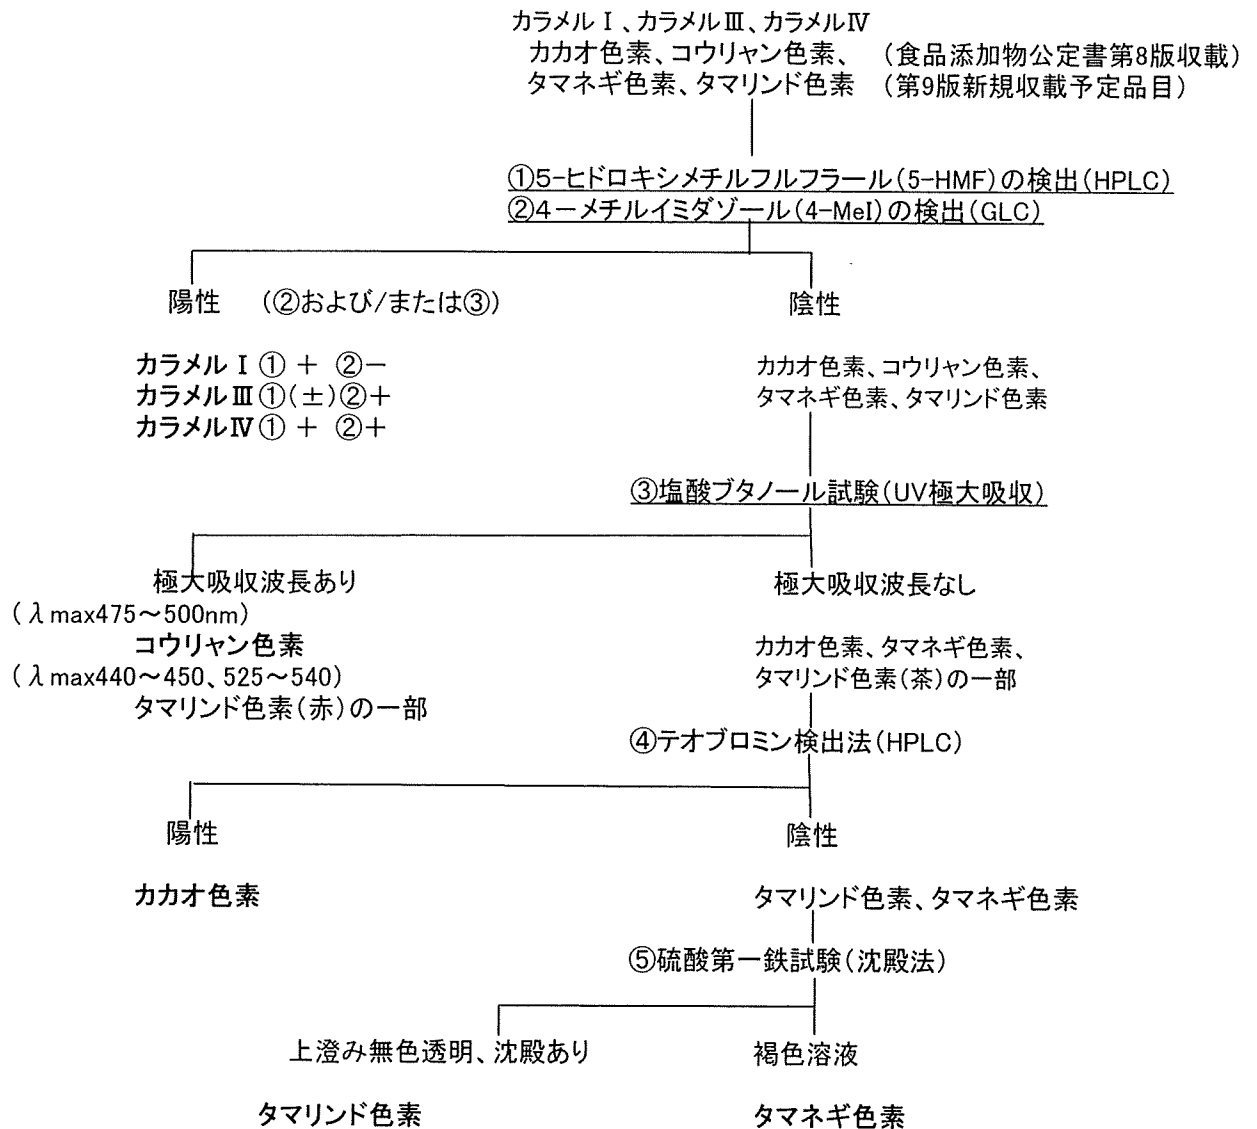 カラメルⅠ、カラメルⅢ、カラメルⅣ
カカオ色素、コウリャン色素、 (食品添加物公定書第8版収載)
タマネギ色素、タマリンド色素 (第9版新規収載予定品目)
①5-ヒドロキシメチルフルフラール(5-HMF)の検出(HPLC)
②4-メチルイミダゾール(4-MeI)の検出(GLC)
陽性 (②および/または③) 陰性
カラメルⅠ① + ②-
カラメルⅢ①(±)②+
カラメルⅣ① + ②+
カカオ色素、コウリャン色素、
タマネギ色素、タマリンド色素
③塩酸ブタノール試験(UV極大吸収)
極大吸収波長あり 極大吸収波長なし
(λmax475~500nm)
コウリャン色素
(λmax440~450、525~540)
タマリンド色素(赤)の一部
カカオ色素、タマネギ色素、
タマリンド色素(茶)の一部
④テオブロミン検出法(HPLC)
陽性 陰性
カカオ色素 タマリンド色素、タマネギ色素
⑤硫酸第一鉄試験(沈殿法)
上澄み無色透明、沈殿あり 褐色溶液
タマリンド色素 タマネギ色素